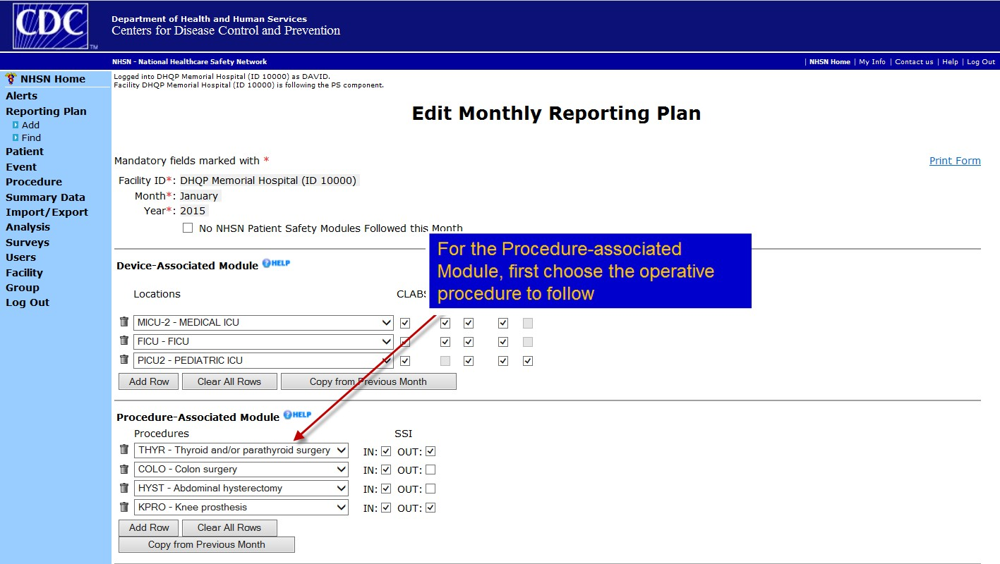 CDC
TM
Department of Health and Human Services
Centers for Disease Control and Prevention
NHSN - National Healthcare Safety Network
| NHSN Home | My Info | Contact us | Help | Log Out
NHSN Home
Alerts
Reporting Plan
Add
Find
Patient
Event
Procedure
Summary Data
Import/Export
Analysis
Surveys
Users
Facility
Group
Log Out
Logged into DHQP Memorial Hospital (ID 10000) as DAVID.
Facility DHQP Memorial Hospital (ID 10000) is following the PS component.
Edit Monthly Reporting Plan
Mandatory fields marked with *
Print Form
Facility ID*: DHQP Memorial Hospital (ID 10000)
Month*: January
Year*: 2015
No NHSN Patient Safety Modules Followed this Month
For the Procedure-associated
Module, first choose the operative
procedure to follow
Device-Associated Module ?HELP
Locations CLABS
MICU-2 - MEDICAL ICU
FICU - FICU
PICU2 - PEDIATRIC ICU
Add Row Clear All Rows Copy from Previous Month
Procedure-Associated Module ?HELP
Procedures SSI
THYR - Thyroid and/or parathyroid surgery IN: OUT:
COLO - Colon surgery IN: OUT:
HYST - Abdominal hysterectomy IN: OUT:
KPRO - Knee prosthesis IN: OUT:
Add Row Clear All Rows
Copy from Previous Month